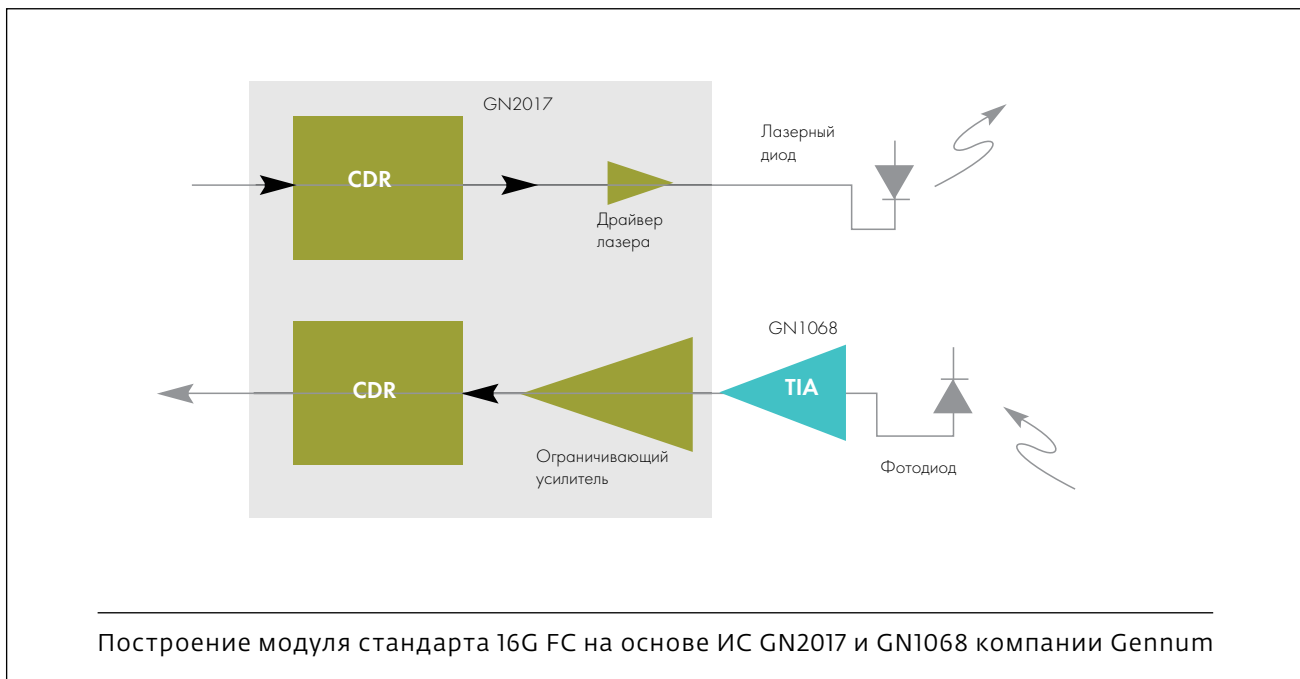 GN2017
CDR
Лазерный
диод
Драйвер
лазера
GN1068
CDR
TIA
Ограничивающий
усилитель
Фотодиод
Построение модуля стандарта 16G FC на основе ИС GN2017 и GN1068 компании Gennum